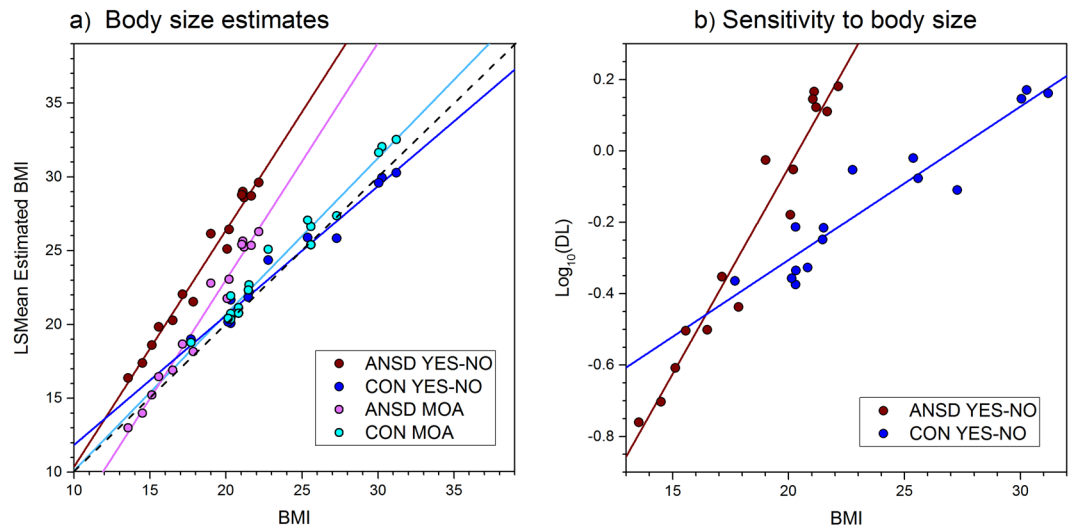 a) Body size estimates
LSMean Estimated BMI
35
30
25
20
15
10
10
15
20
25
30
35
BMI
ANSD YES-NO
CON YES-NO
ANSD MOA
CON MOA
b) Sensitivity to body size
Log10(DL)
0.2
0.0
-0.2
-0.4
-0.6
-0.8
15
20
25
30
BMI
ANSD YES-NO
CON YES-NO